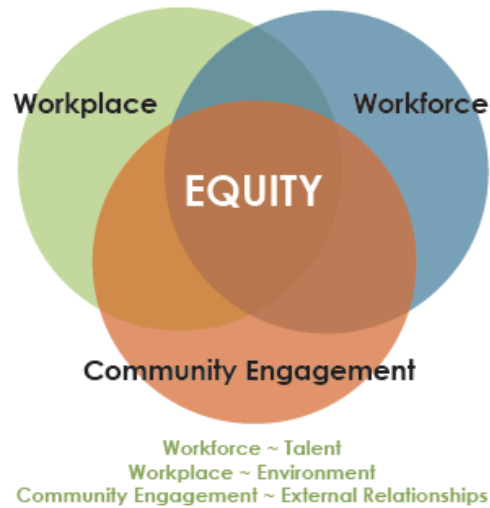 Workplace
Workforce
EQUITY
Community Engagement
Workforce ~ Talent
Workplace ~ Environment
Community Engagement ~ External Relationships